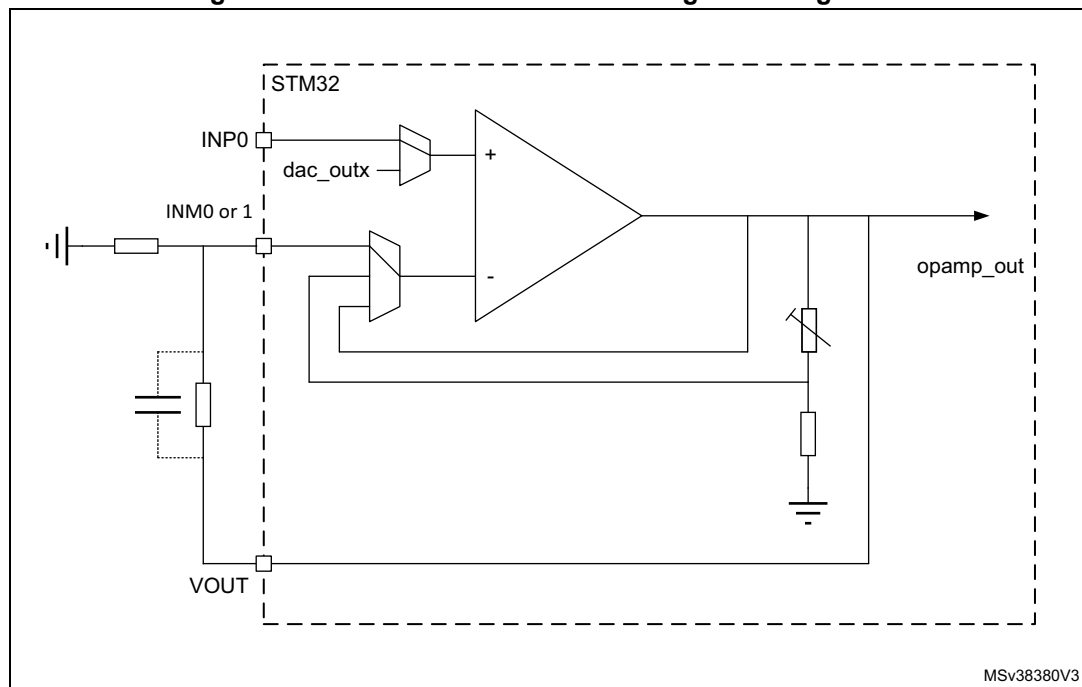 STM32
INP0
dac_outx
+
INM0 or 1
-
opamp_out
VOUT
MSv38380V3